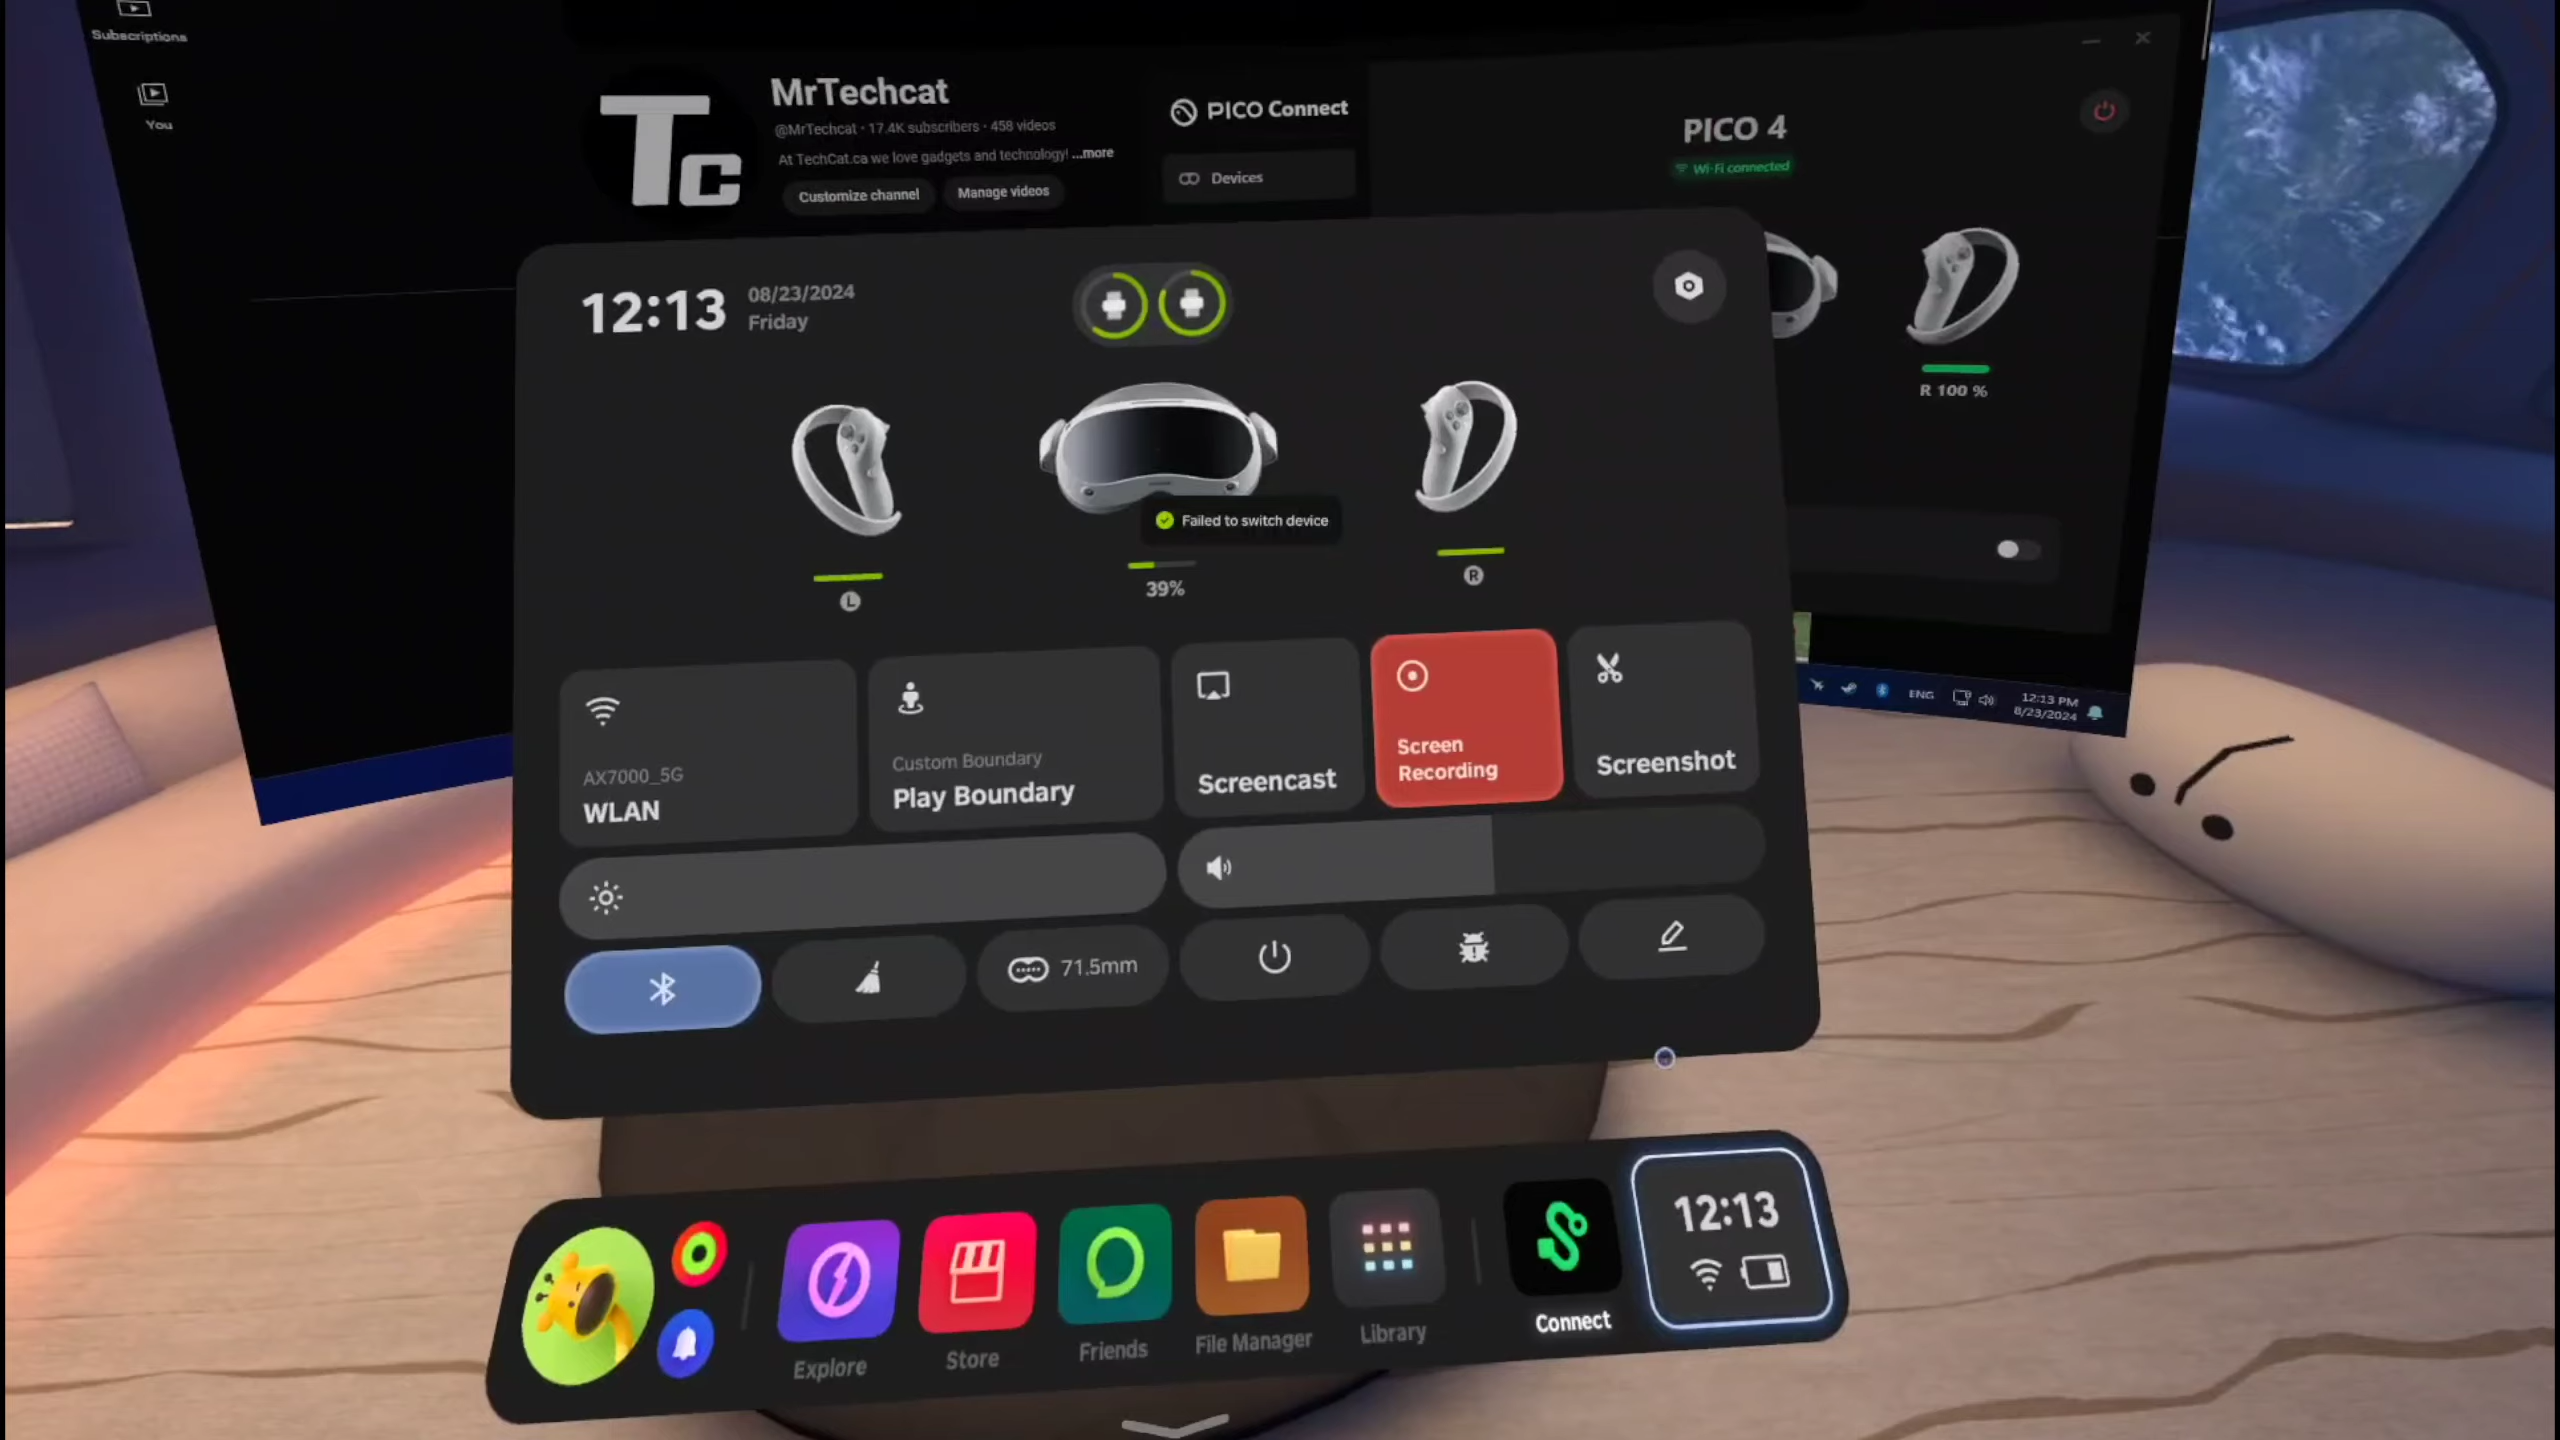 Subscriptions
You
Tc
MrTechcat
@MrTechcat · 17.4K subscribers · 458 videos
At TechCat.ca we love gadgets and technology! ...more
Customize channel
Manage videos
PICO Connect
Devices
PICO 4
Wi-Fi connected
R 100 %
12:13
08/23/2024
Friday
Failed to switch device
L
39%
R
AX7000_5G
WLAN
Custom Boundary
Play Boundary
Screencast
Screen
Recording
Screenshot
71.5mm
ENG
12:13 PM
8/23/2024
Explore
Store
Friends
File Manager
Library
Connect
12:13